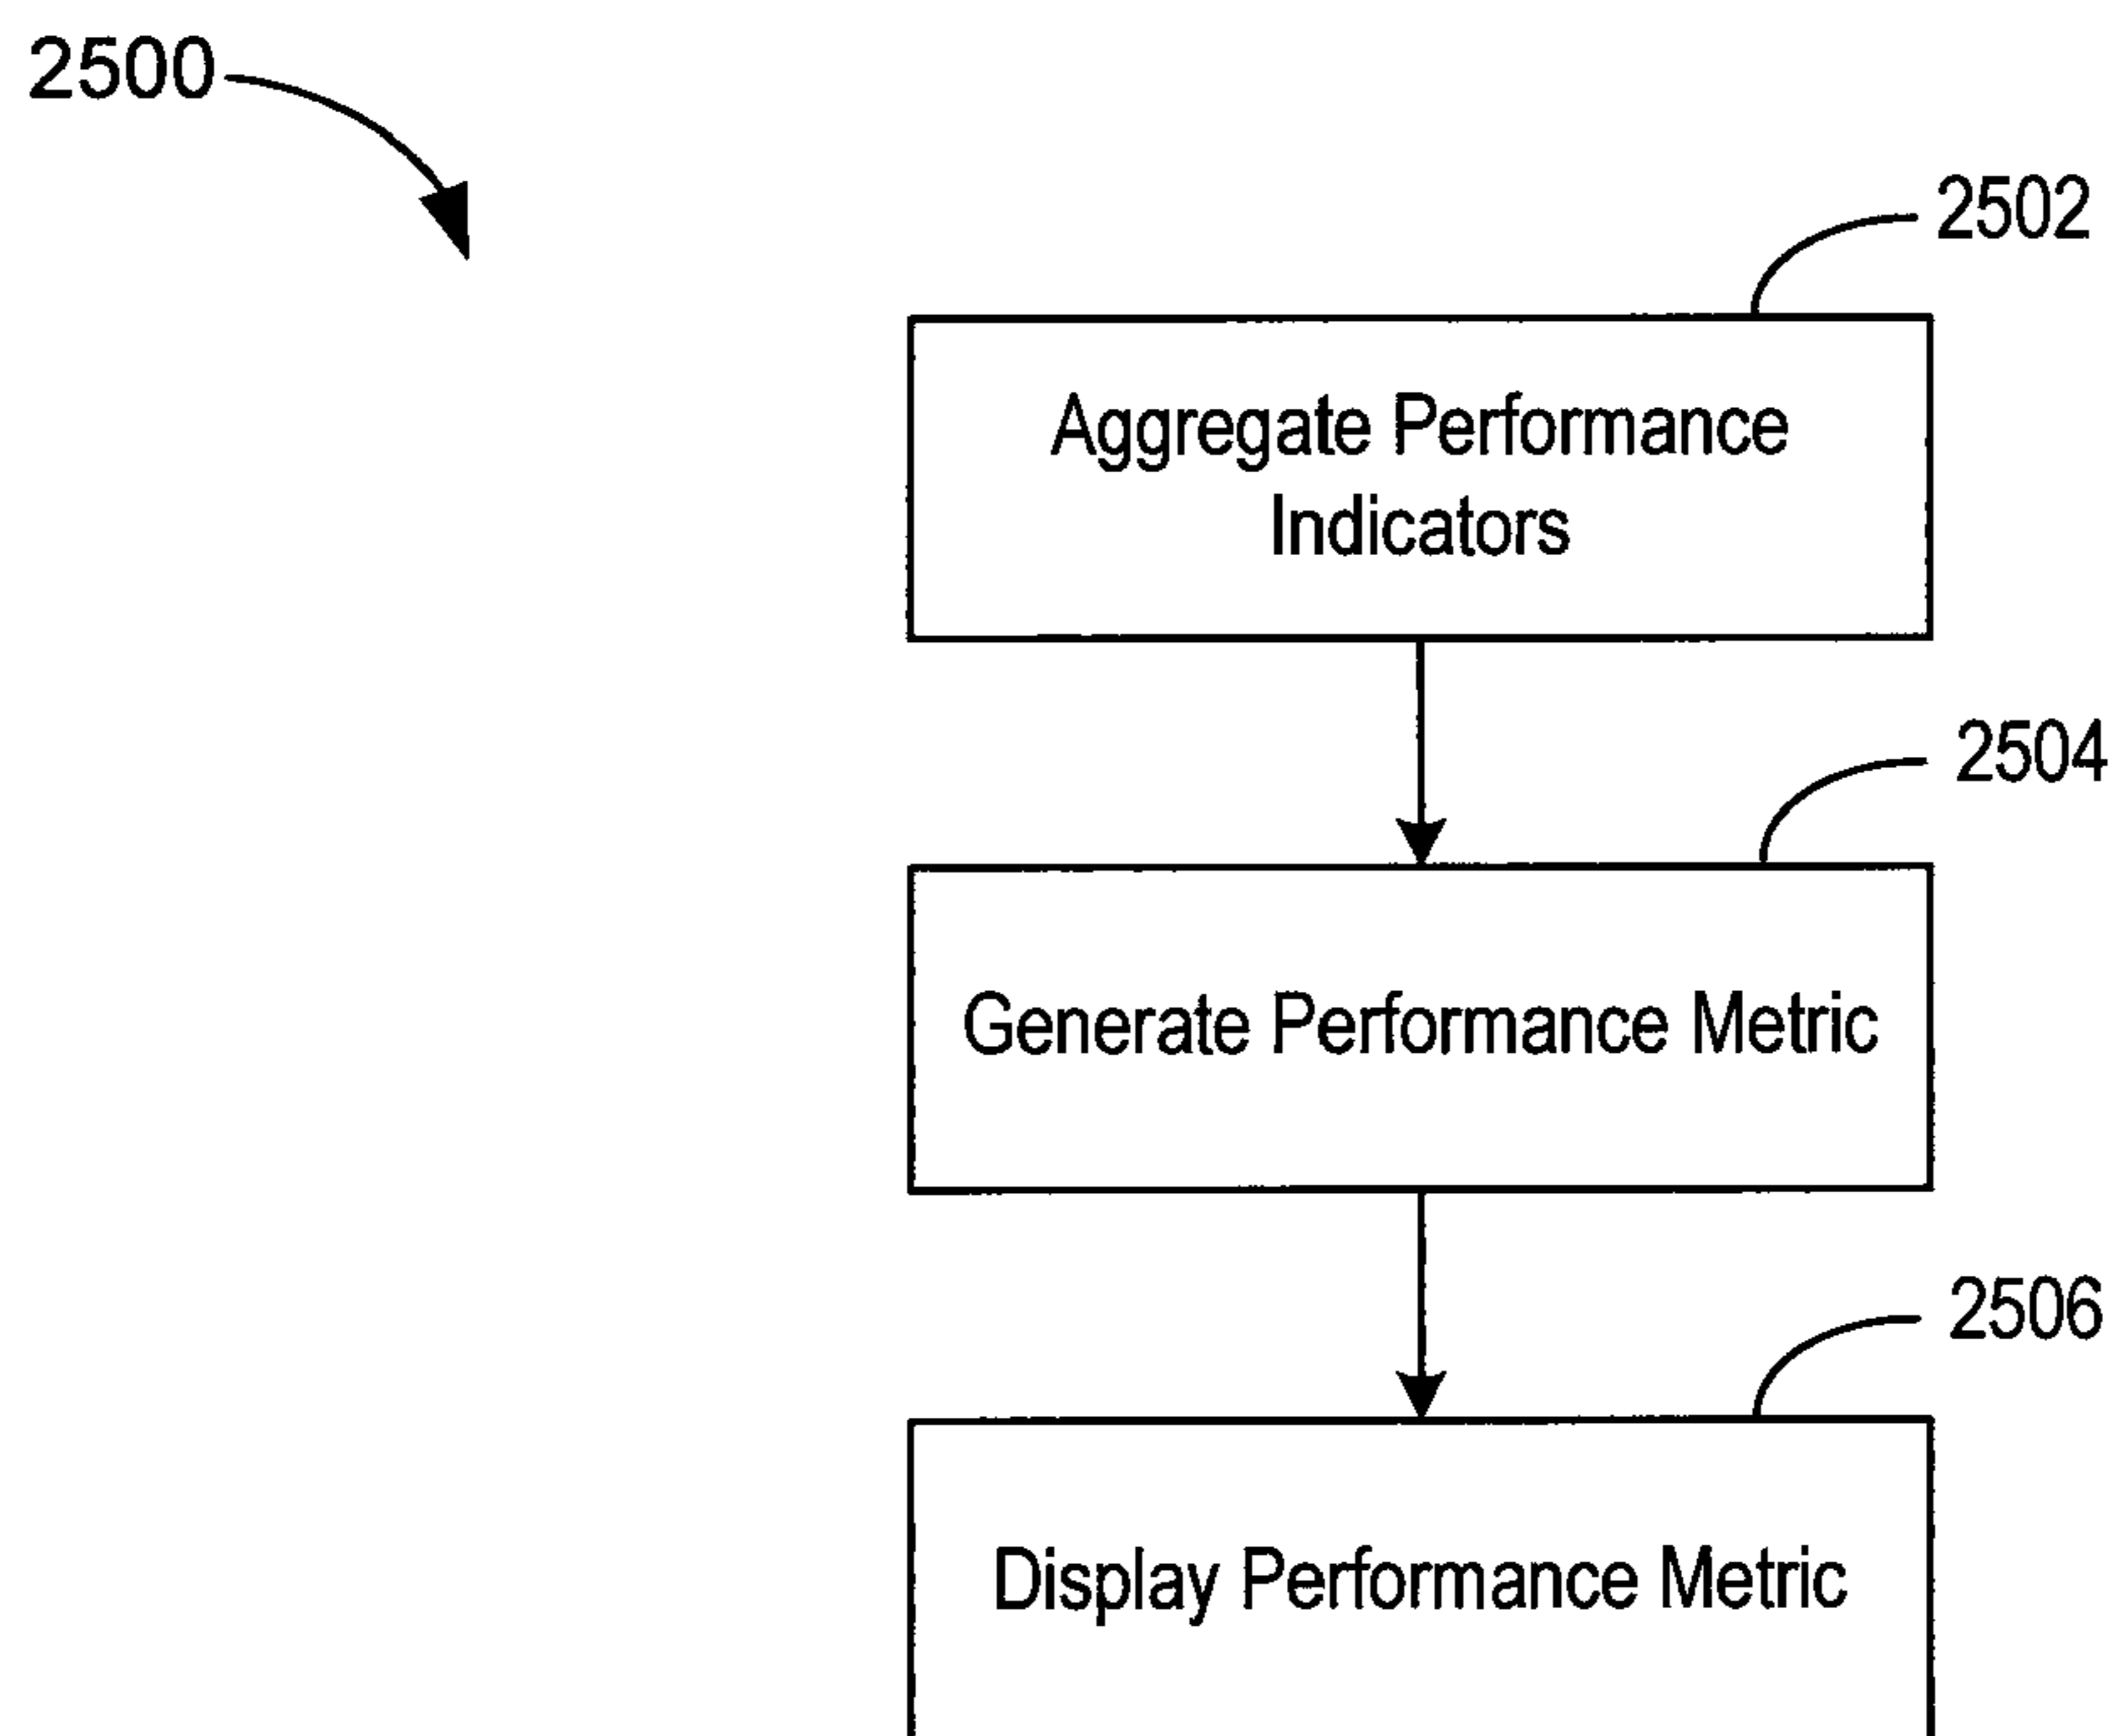 2500
2502
Aggregate Performance
Indicators
2504
Generate Performance Metric
2506
Display Performance Metric